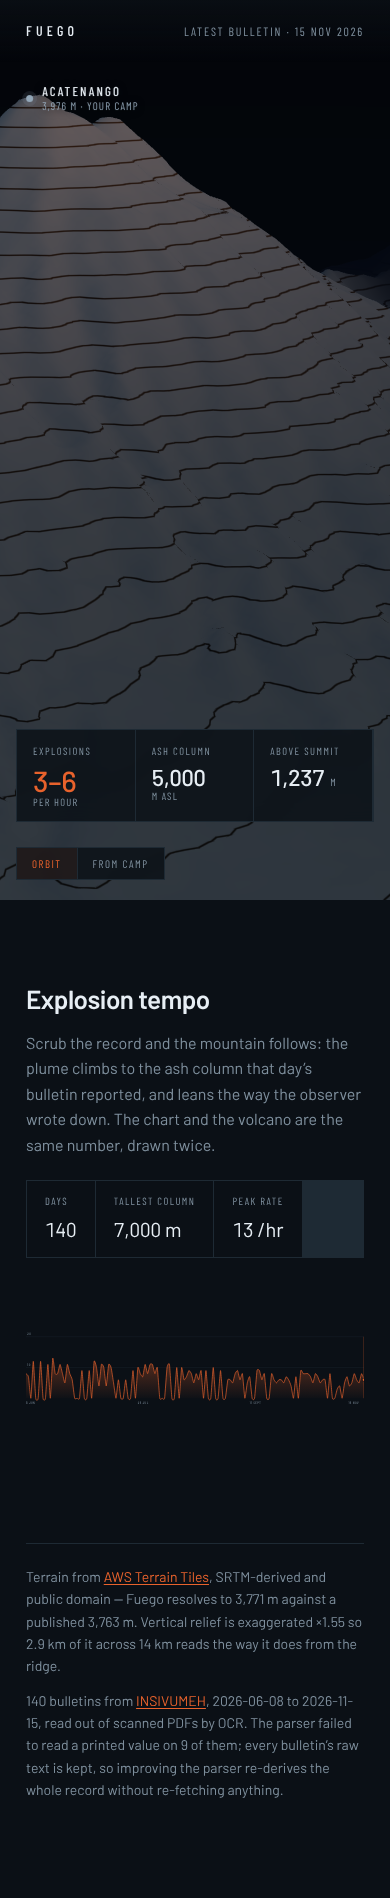 FUEGO
LATEST BULLETIN · 15 NOV 2026
ACATENANGO
3,976 M · YOUR CAMP
EXPLOSIONS
3–6
PER HOUR
ASH COLUMN
5,000
M ASL
ABOVE SUMMIT
1,237 M
ORBIT
FROM CAMP
Explosion tempo
Scrub the record and the mountain follows: the
plume climbs to the ash column that day’s
bulletin reported, and leans the way the observer
wrote down. The chart and the volcano are the
same number, drawn twice.
DAYS
140
TALLEST COLUMN
7,000 m
PEAK RATE
13 /hr
Terrain from AWS Terrain Tiles, SRTM-derived and
public domain — Fuego resolves to 3,771 m against a
published 3,763 m. Vertical relief is exaggerated ×1.55 so
2.9 km of it across 14 km reads the way it does from the
ridge.
140 bulletins from INSIVUMEH, 2026-06-08 to 2026-11-
15, read out of scanned PDFs by OCR. The parser failed
to read a printed value on 9 of them; every bulletin’s raw
text is kept, so improving the parser re-derives the
whole record without re-fetching anything.